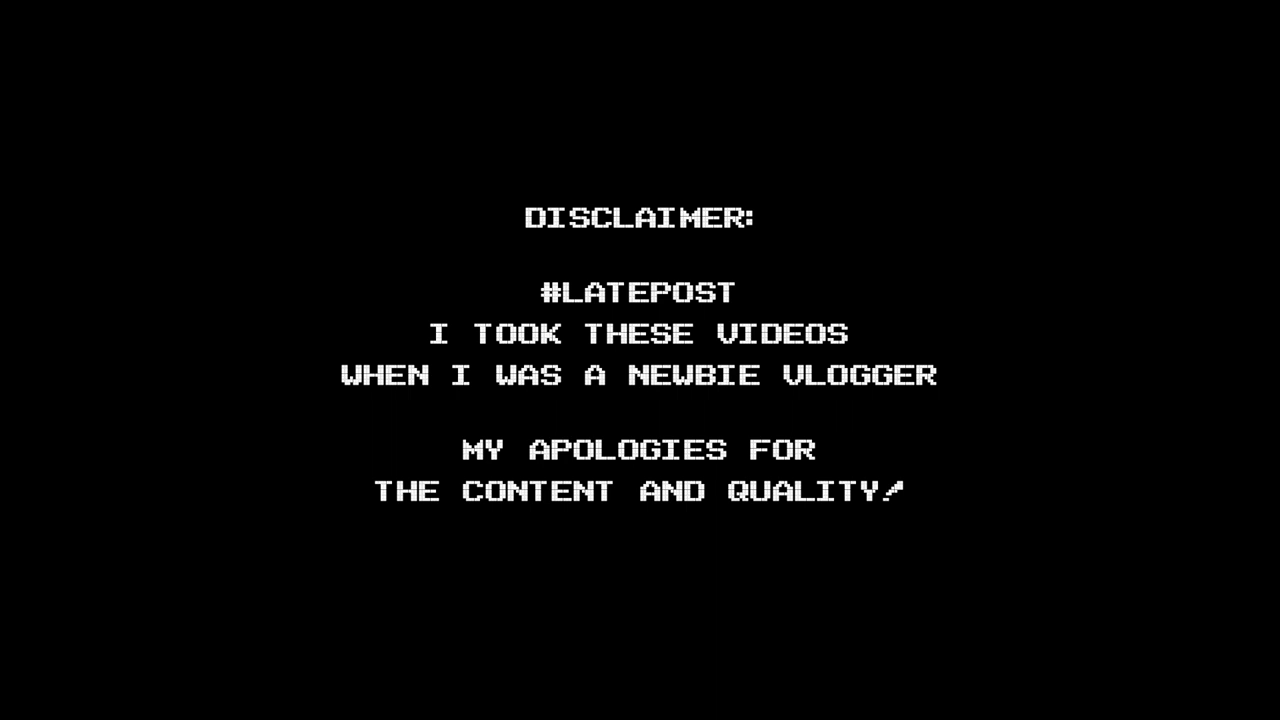 DISCLAIMER:
#LATEPOST
I TOOK THESE VIDEOS
WHEN I WAS A NEWBIE VLOGGER
MY APOLOGIES FOR
THE CONTENT AND QUALITY!